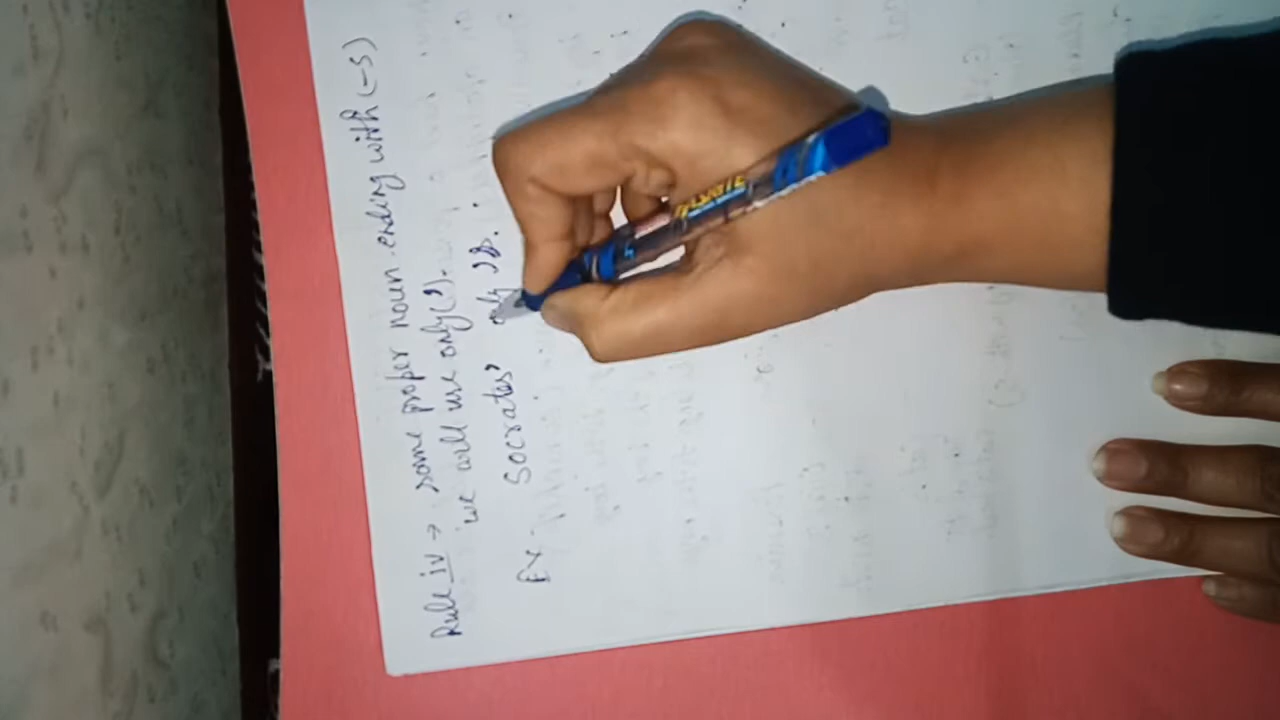 Rule iv → some proper noun ending with (-s)
we will use only (').
Ex - Socrates'